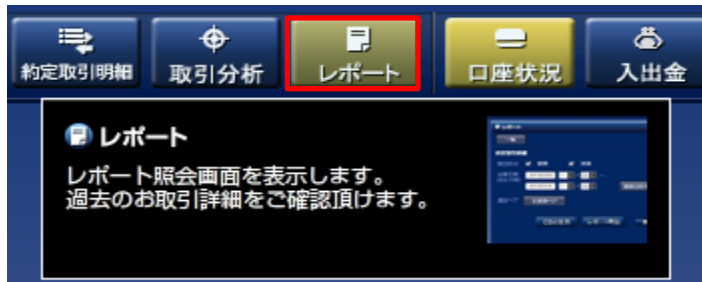 約定取引明細
取引分析
レポート
口座状況
入出金
レポート
レポート照会画面を表示します。
過去のお取引詳細をご確認頂けます。